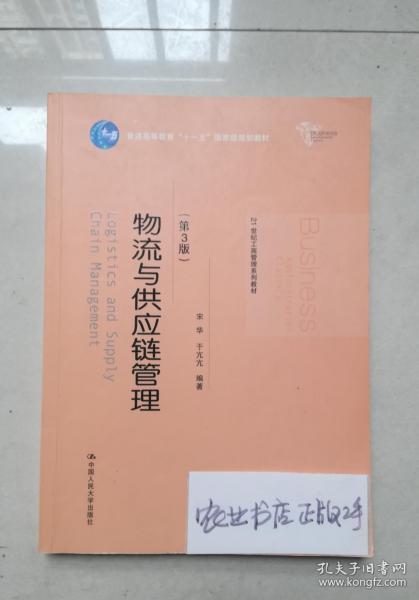 普通高等教育“十一五”国家级规划教材
21世纪工商管理系列教材
Business
(第3版)
物流与供应链管理
Logistics and Supply
Chain Management
宋 华 于亢亢 编著
中国人民大学出版社
农业书店 正版2手
孔夫子旧书网